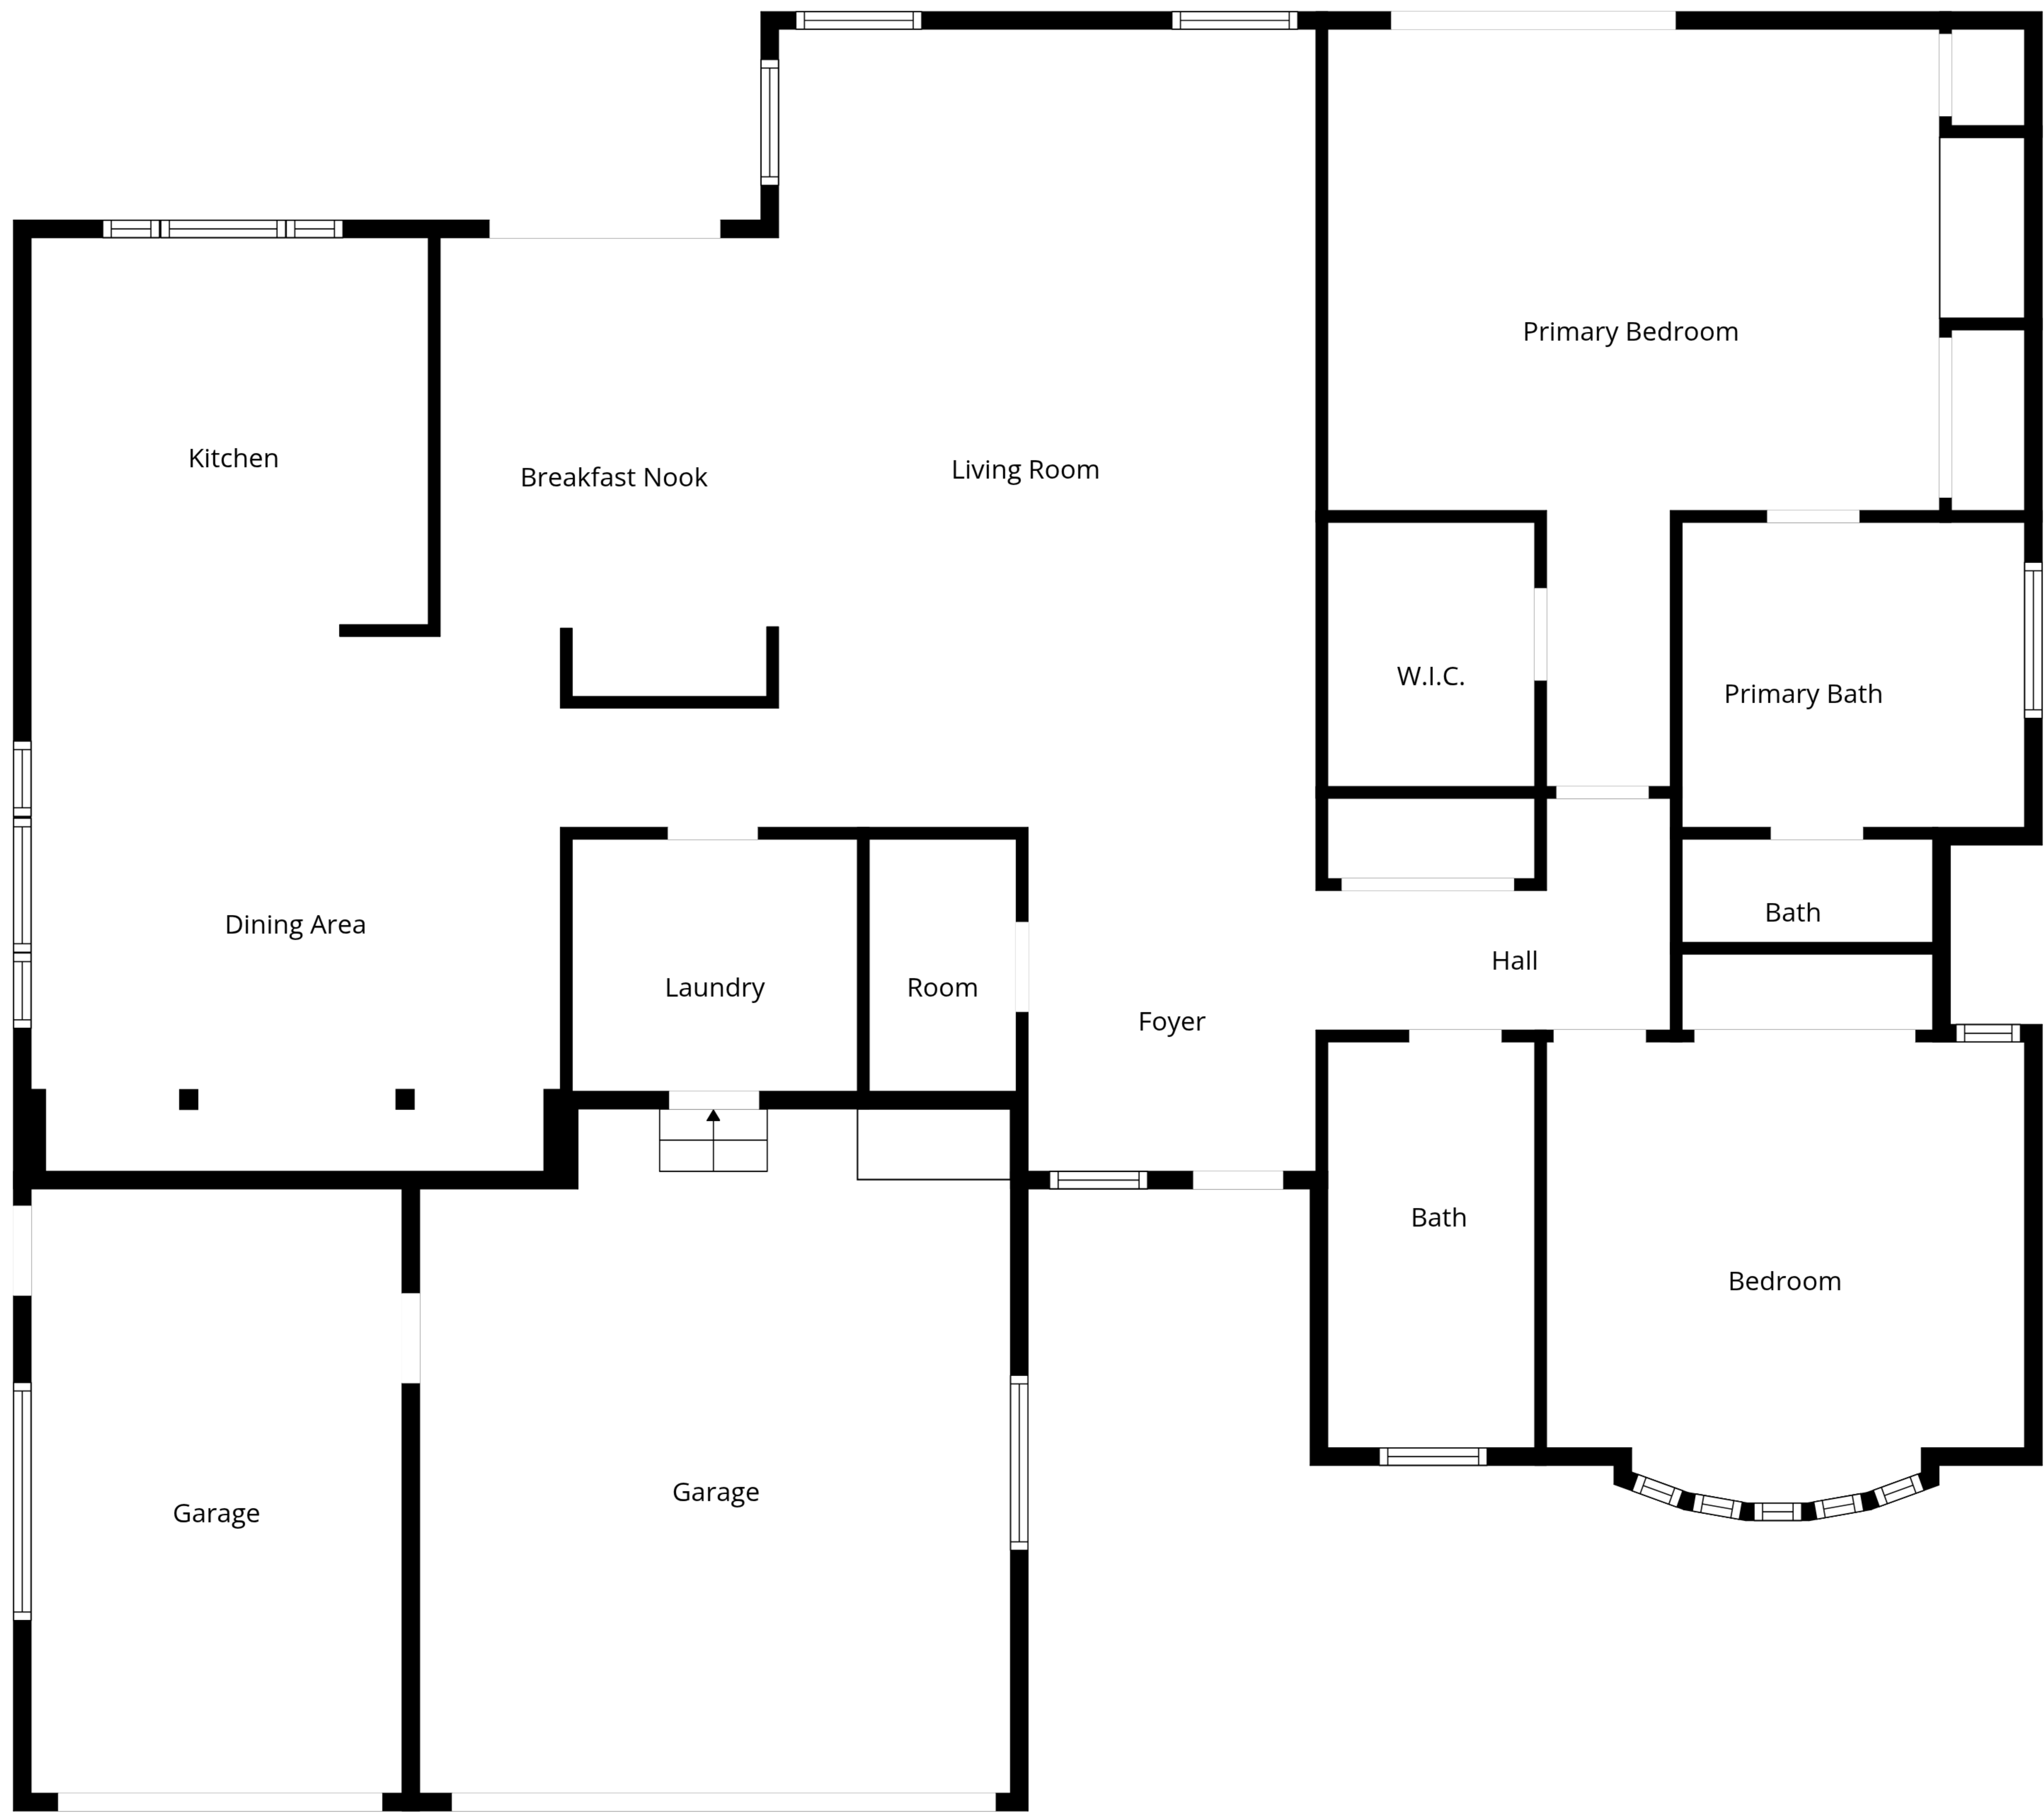 Primary Bedroom
Kitchen
Breakfast Nook
Living Room
W.I.C.
Primary Bath
Dining Area
Bath
Laundry
Room
Hall
Foyer
Bath
Bedroom
Garage
Garage